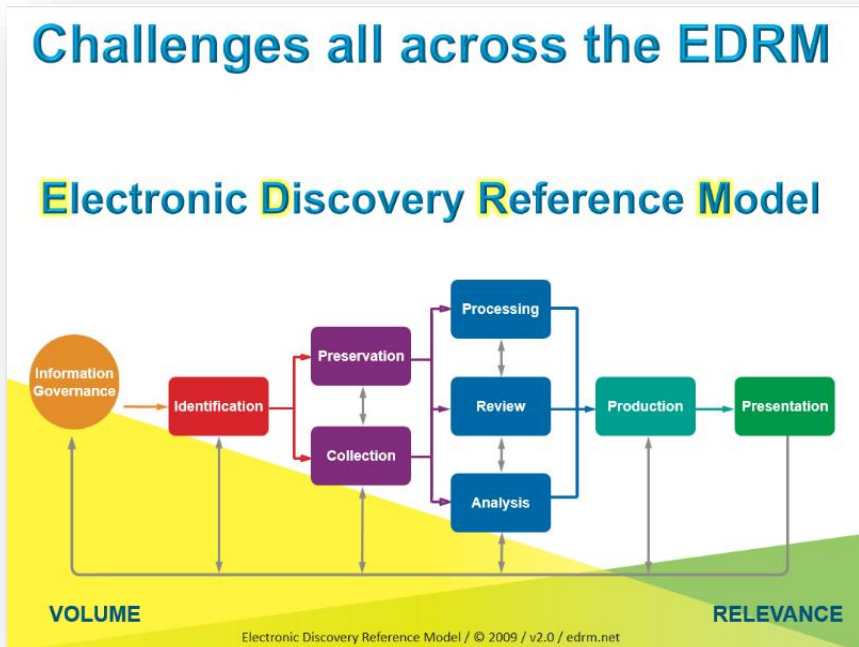 Challenges all across the EDRM
Electronic Discovery Reference Model
Processing
Preservation
Information
Governance
Identification
Review
Production
Presentation
Collection
Analysis
VOLUME
RELEVANCE
Electronic Discovery Reference Model / © 2009 / v2.0 / edrm.net